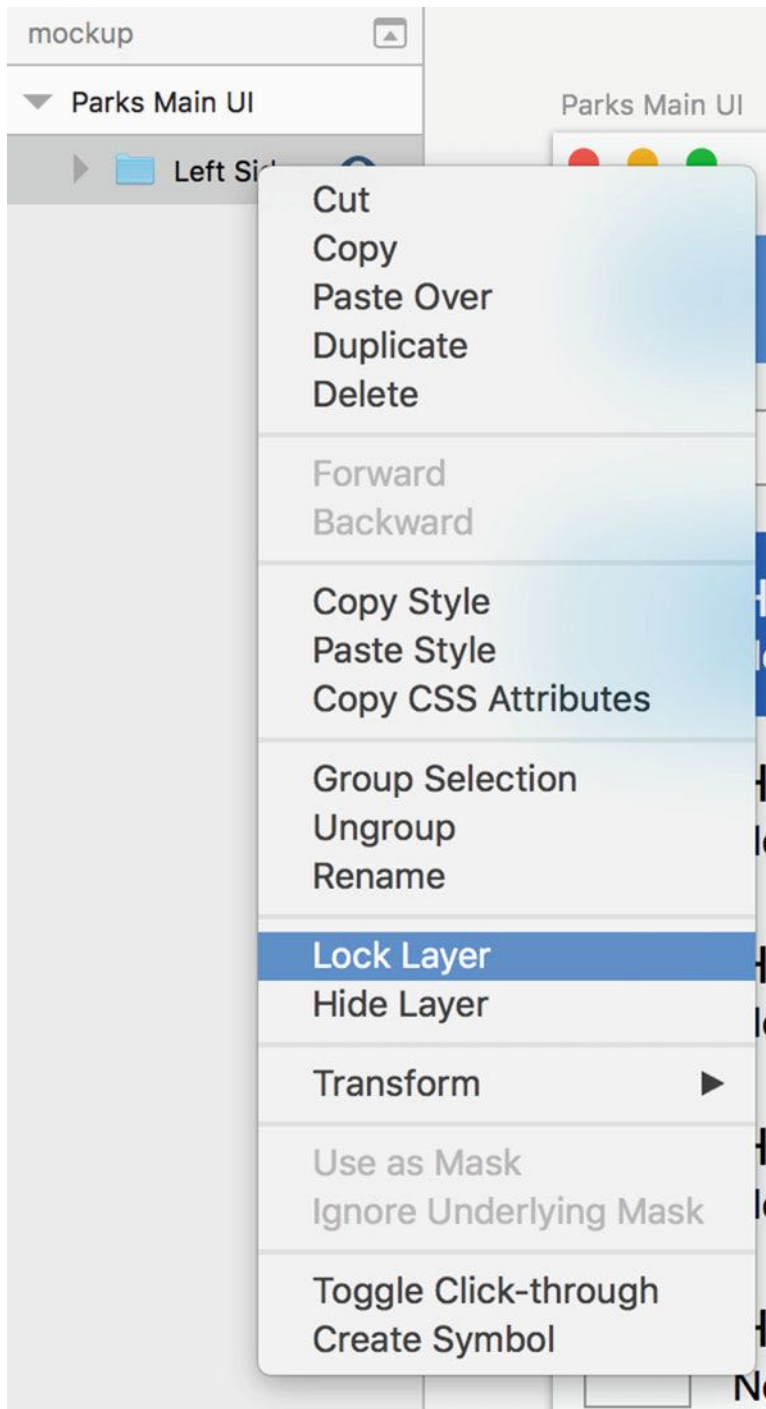 mockup
Parks Main UI
Parks Main UI
Left
Cut
Copy
Paste Over
Duplicate
Delete
Forward
Backward
Copy Style
Paste Style
Copy CSS Attributes
Group Selection
Ungroup
Rename
Lock Layer
Hide Layer
Transform
Use as Mask
Ignore Underlying Mask
Toggle Click-through
Create Symbol